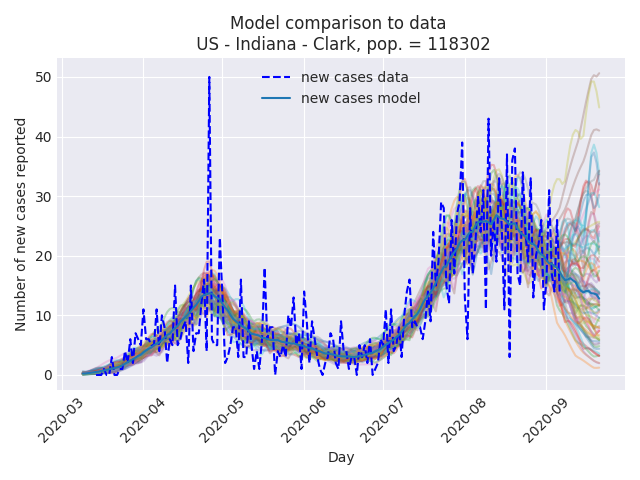 Model comparison to data
US - Indiana - Clark, pop. = 118302
new cases data
new cases model
Number of new cases reported
50
40
30
20
10
0
2020-03
2020-04
2020-05
2020-06
2020-07
2020-08
2020-09
Day